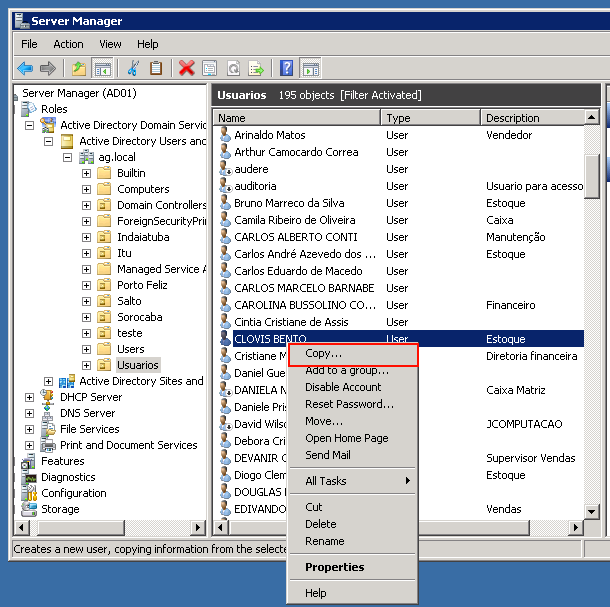 Server Manager
File Action View Help
Server Manager (AD01)
Roles
Active Directory Domain Servic
Active Directory Users and
ag.local
Builtin
Computers
Domain Controllers
ForeignSecurityPrin
Indaiatuba
Itu
Managed Service A
Porto Feliz
Salto
Sorocaba
teste
Users
Usuarios
Active Directory Sites and
DHCP Server
DNS Server
File Services
Print and Document Services
Features
Diagnostics
Configuration
Storage
Usuarios 195 objects [Filter Activated]
Name Type Description
Arinaldo Matos User Vendedor
Arthur Camocardo Correa User
audere User
auditoria User Usuario para acesso
Bruno Marreco da Silva User Estoque
Camila Ribeiro de Oliveira User Caixa
CARLOS ALBERTO CONTI User Manutenção
Carlos André Azevedo dos ... User Estoque
Carlos Eduardo de Macedo User
CARLOS MARCELO BARNABE User
CAROLINA BUSSOLINO CO... User Financeiro
Cintia Cristiane de Assis User
CLOVIS BENTO User Estoque
Cristiane M Diretoria financeira
Daniel Gue
DANIELA N Caixa Matriz
Daniele Pris
David Wilso JCOMPUTACAO
Debora Cri
DEVANIR C Supervisor Vendas
Diogo Clem Estoque
DOUGLAS
EDIVANDO Vendas
Copy...
Add to a group...
Disable Account
Reset Password...
Move...
Open Home Page
Send Mail
All Tasks
Cut
Delete
Rename
Properties
Help
Creates a new user, copying information from the selecte